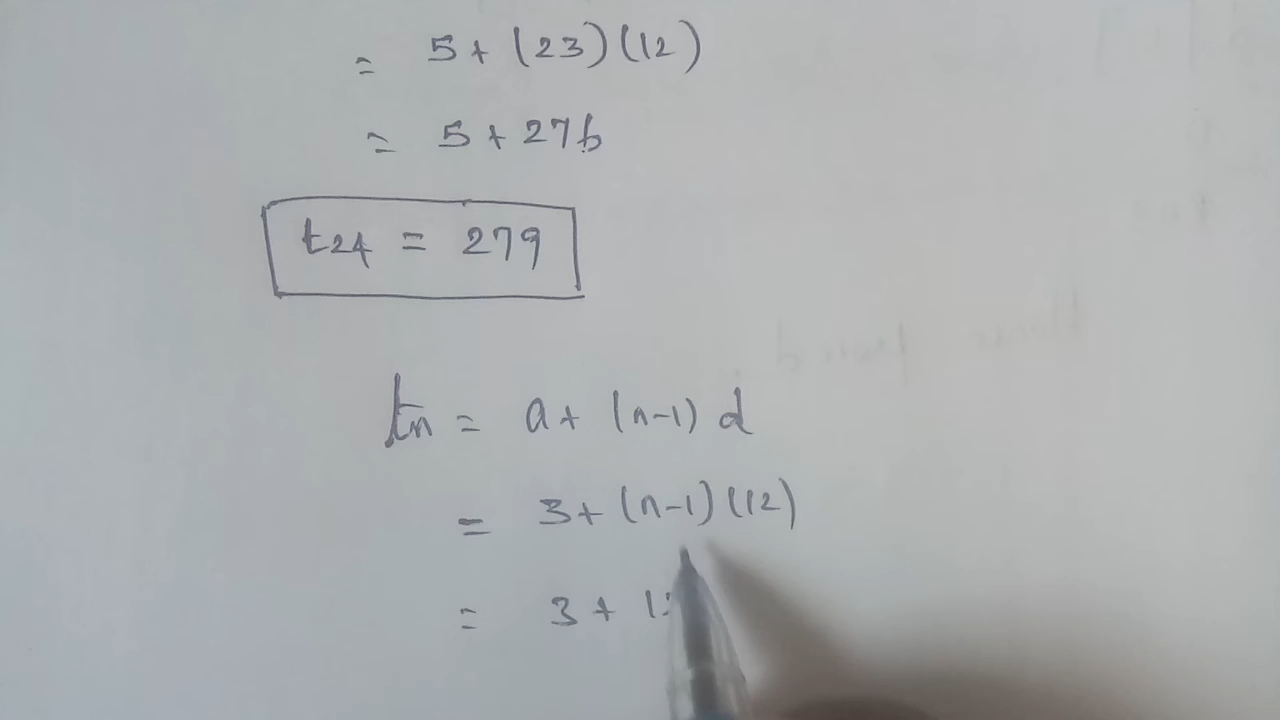 = 5 + (23) (12)
= 5 + 276
t24 = 279
tn = a + (n-1) d
= 3 + (n-1) (12)
= 3 + 1